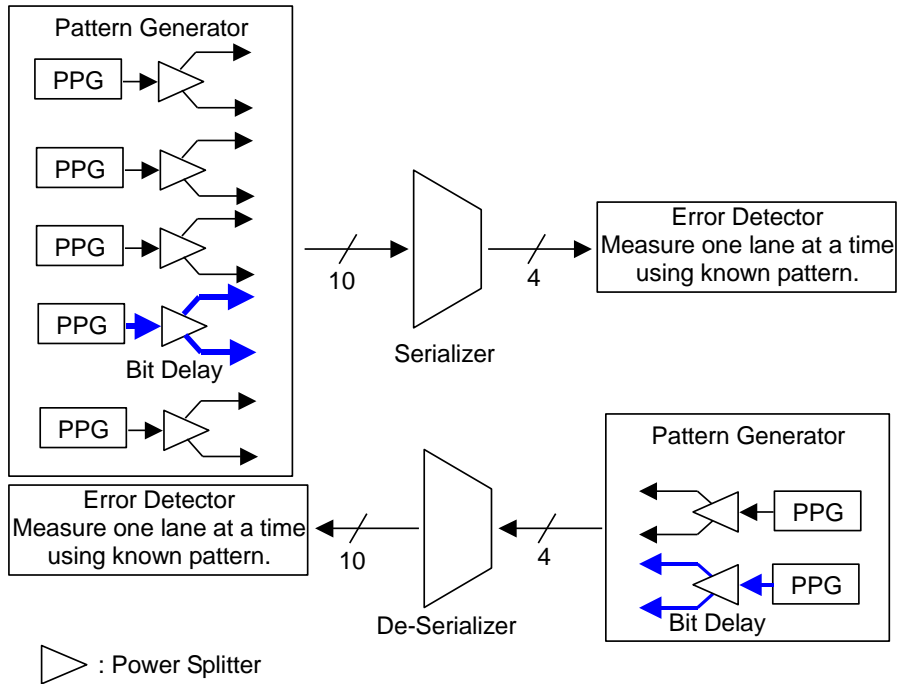 Pattern Generator
PPG
PPG
PPG
PPG
Bit Delay
PPG
10
Serializer
4
Error Detector
Measure one lane at a time
using known pattern.
Error Detector
Measure one lane at a time
using known pattern.
10
De-Serializer
4
Pattern Generator
PPG
PPG
Bit Delay
: Power Splitter